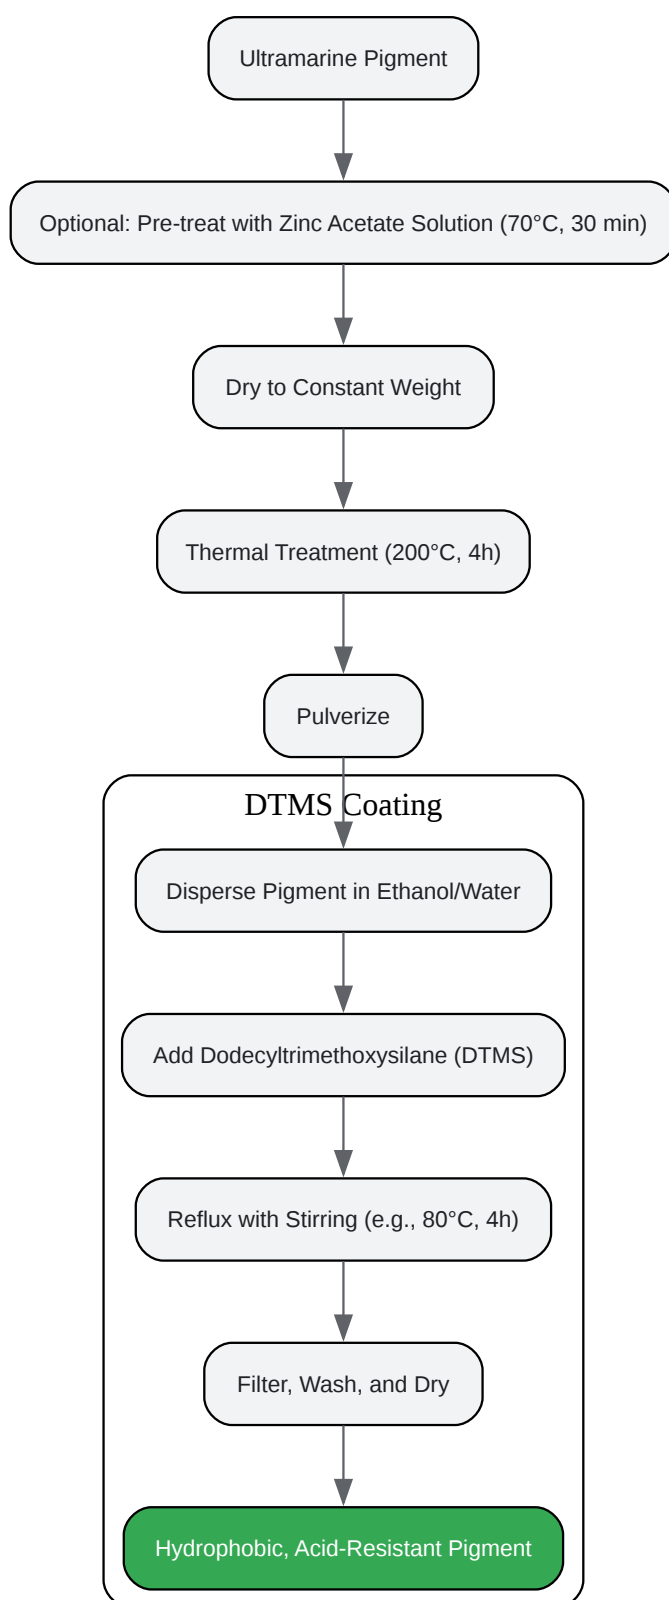 Ultramarine Pigment
Optional: Pre-treat with Zinc Acetate Solution (70°C, 30 min)
Dry to Constant Weight
Thermal Treatment (200°C, 4h)
Pulverize
DTMS Coating
Disperse Pigment in Ethanol/Water
Add Dodecyltrimethoxysilane (DTMS)
Reflux with Stirring (e.g., 80°C, 4h)
Filter, Wash, and Dry
Hydrophobic, Acid-Resistant Pigment